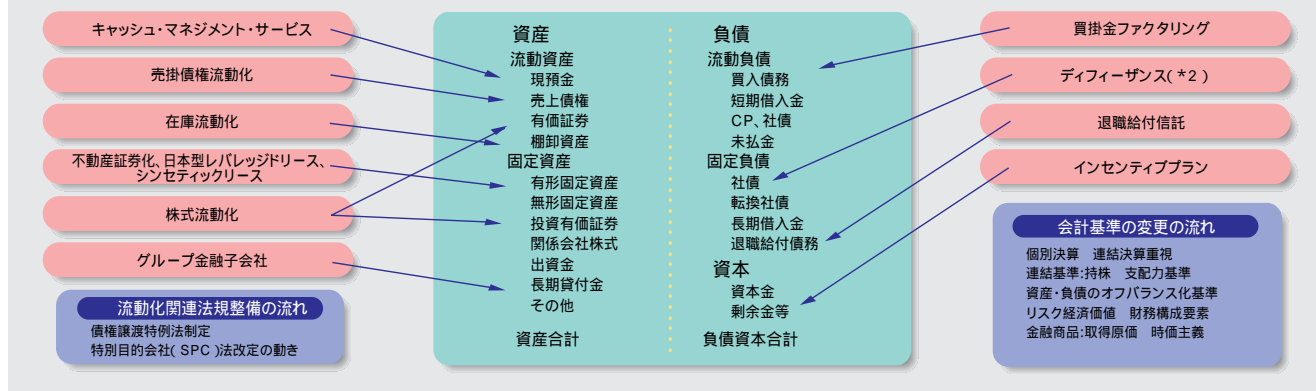 キャッシュ・マネジメント・サービス
売掛債権流動化
在庫流動化
不動産証券化、日本型レバレッジドリース、
シンセティックリース
株式流動化
グループ金融子会社
流動化関連法規整備の流れ
債権譲渡特例法制定
特別目的会社(SPC)法改定の動き
資産
流動資産
現預金
売上債権
有価証券
棚卸資産
固定資産
有形固定資産
無形固定資産
投資有価証券
関係会社株式
出資金
長期貸付金
その他
資産合計
負債
流動負債
買入債務
短期借入金
CP、社債
未払金
固定負債
社債
転換社債
長期借入金
退職給付債務
資本
資本金
剰余金等
負債資本合計
買掛金ファクタリング
ディフィーザンス(*2)
退職給付信託
インセンティブプラン
会計基準の変更の流れ
個別決算 連結決算重視
連結基準:持株 支配力基準
資産・負債のオフバランス化基準
リスク経済価値 財務構成要素
金融商品:取得原価 時価主義